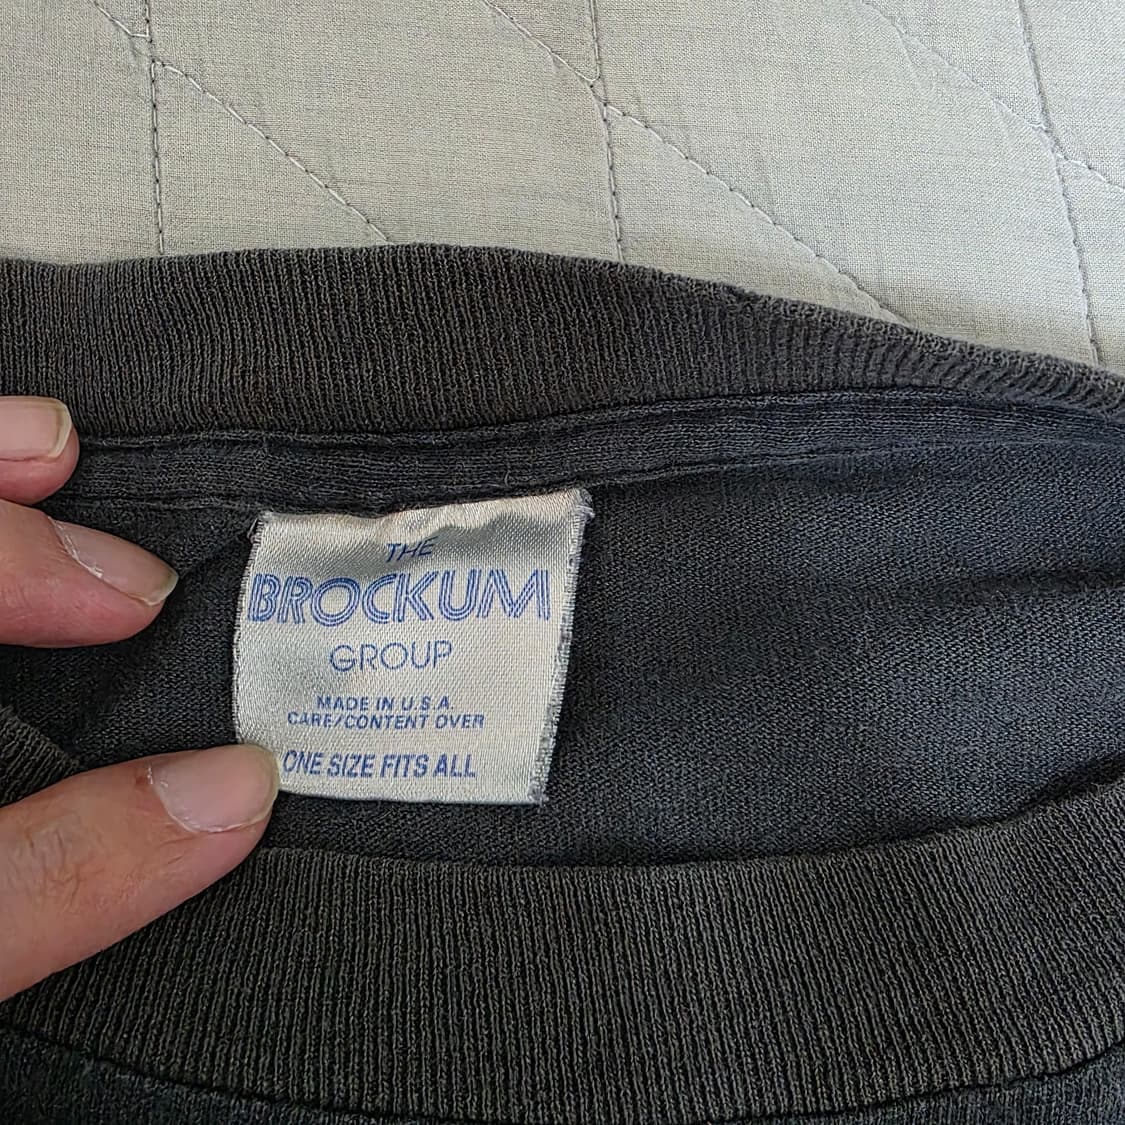 THE
BROCKUM
GROUP
MADE IN U.S.A.
CARE/CONTENT OVER
ONE SIZE FITS ALL